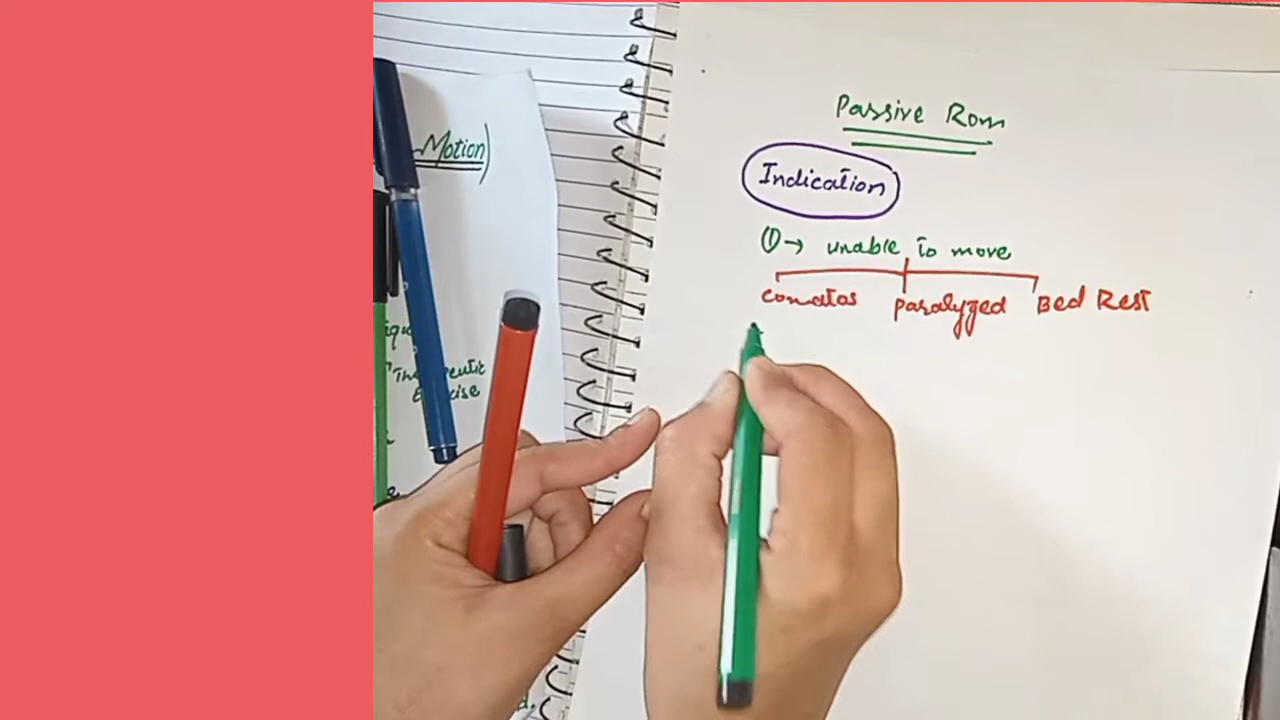 Motion)
Therapeutic
Exercise
Passive Rom
Indication
① → unable to move
comatos paralyzed Bed Rest